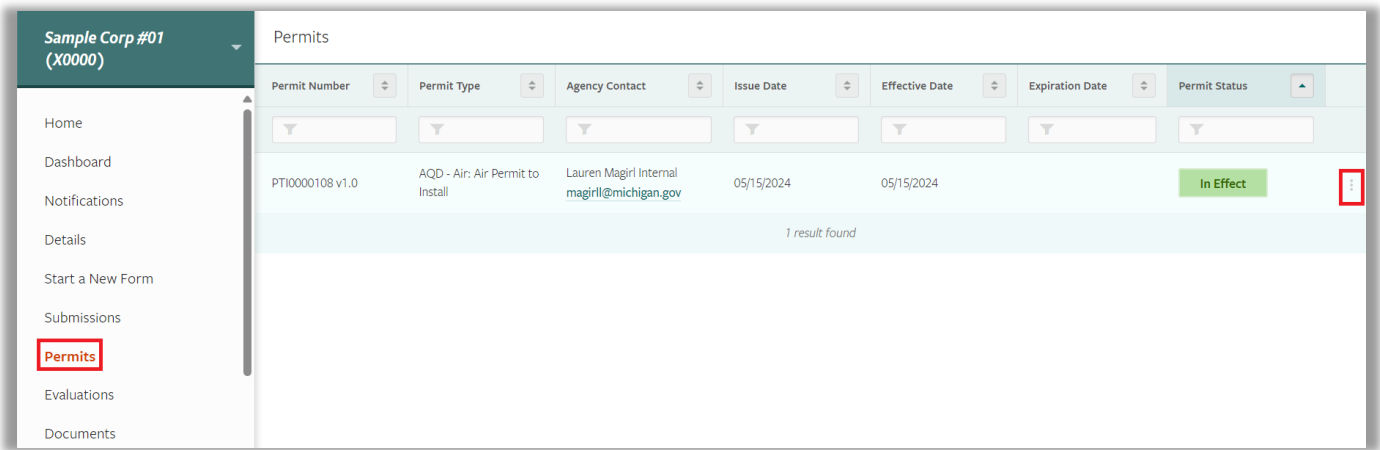 Sample Corp #01
(X0000)
Home
Dashboard
Notifications
Details
Start a New Form
Submissions
Permits
Evaluations
Documents
Permits
Permit Number
Permit Type
Agency Contact
Issue Date
Effective Date
Expiration Date
Permit Status
PTI0000108 v1.0
AQD - Air: Air Permit to
Install
Lauren Magirl Internal
magirll@michigan.gov
05/15/2024
05/15/2024
In Effect
1 result found